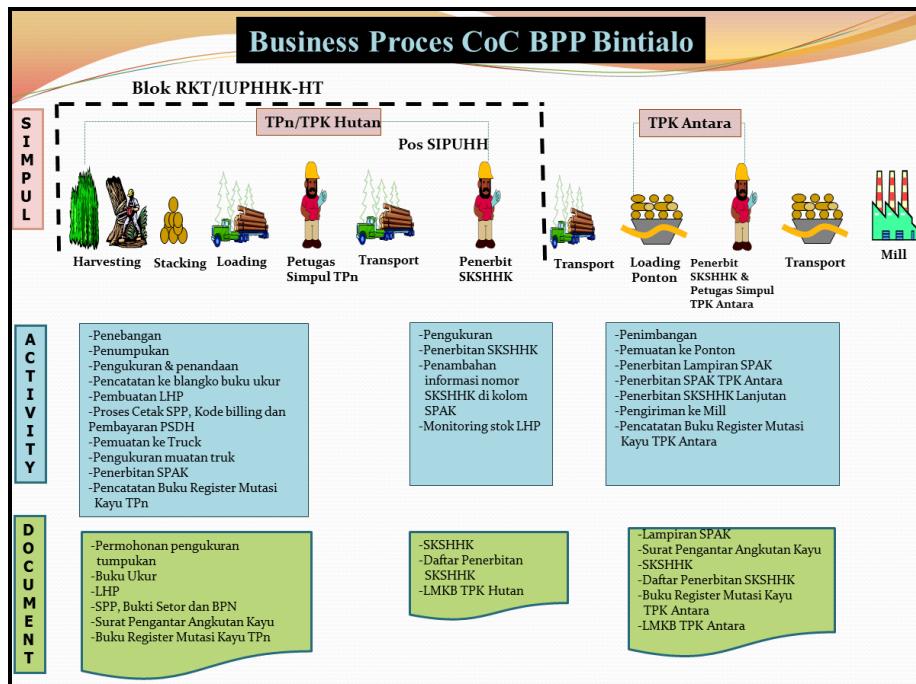 Business Proces CoC BPP Bintialo
Blok RKT/IUPHHK-HT
SIMPUL
TPn/TPK Hutan
TPK Antara
Pos SIPUHH
Harvesting
Stacking
Loading
Petugas
Simpul TPn
Transport
Penerbit
SKSHHK
Transport
Loading
Ponton
Penerbit
SKSHHK &
Petugas Simpul
TPK Antara
Transport
Mill
ACTIVITY
-Penebangan
-Penumpukan
-Pengukuran & penandaan
-Pencatatan ke blangko buku ukur
-Pembuatan LHP
-Proses Cetak SPP, Kode billing dan
Pembayaran PSDH
-Pemuatan ke Truck
-Pengukuran muatan truk
-Penerbitan SPAK
-Pencatatan Buku Register Mutasi
Kayu TPn
-Pengukuran
-Penerbitan SKSHHK
-Penambahan
informasi nomor
SKSHHK di kolom
SPAK
-Monitoring stok LHP
-Penimbangan
-Pemuatan ke Ponton
-Penerbitan Lampiran SPAK
-Penerbitan SPAK TPK Antara
-Penerbitan SKSHHK Lanjutan
-Pengiriman ke Mill
-Pencatatan Buku Register Mutasi
Kayu TPK Antara
DOCUMENT
-Permohonan pengukuran
tumpukan
-Buku Ukur
-LHP
-SPP, Bukti Setor dan BPN
-Surat Pengantar Angkutan Kayu
-Buku Register Mutasi Kayu TPn
-SKSHHK
-Daftar Penerbitan
SKSHHK
-LMKB TPK Hutan
-Lampiran SPAK
-Surat Pengantar Angkutan Kayu
-SKSHHK
-Daftar Penerbitan SKSHHK
-Buku Register Mutasi Kayu
TPK Antara
-LMKB TPK Antara